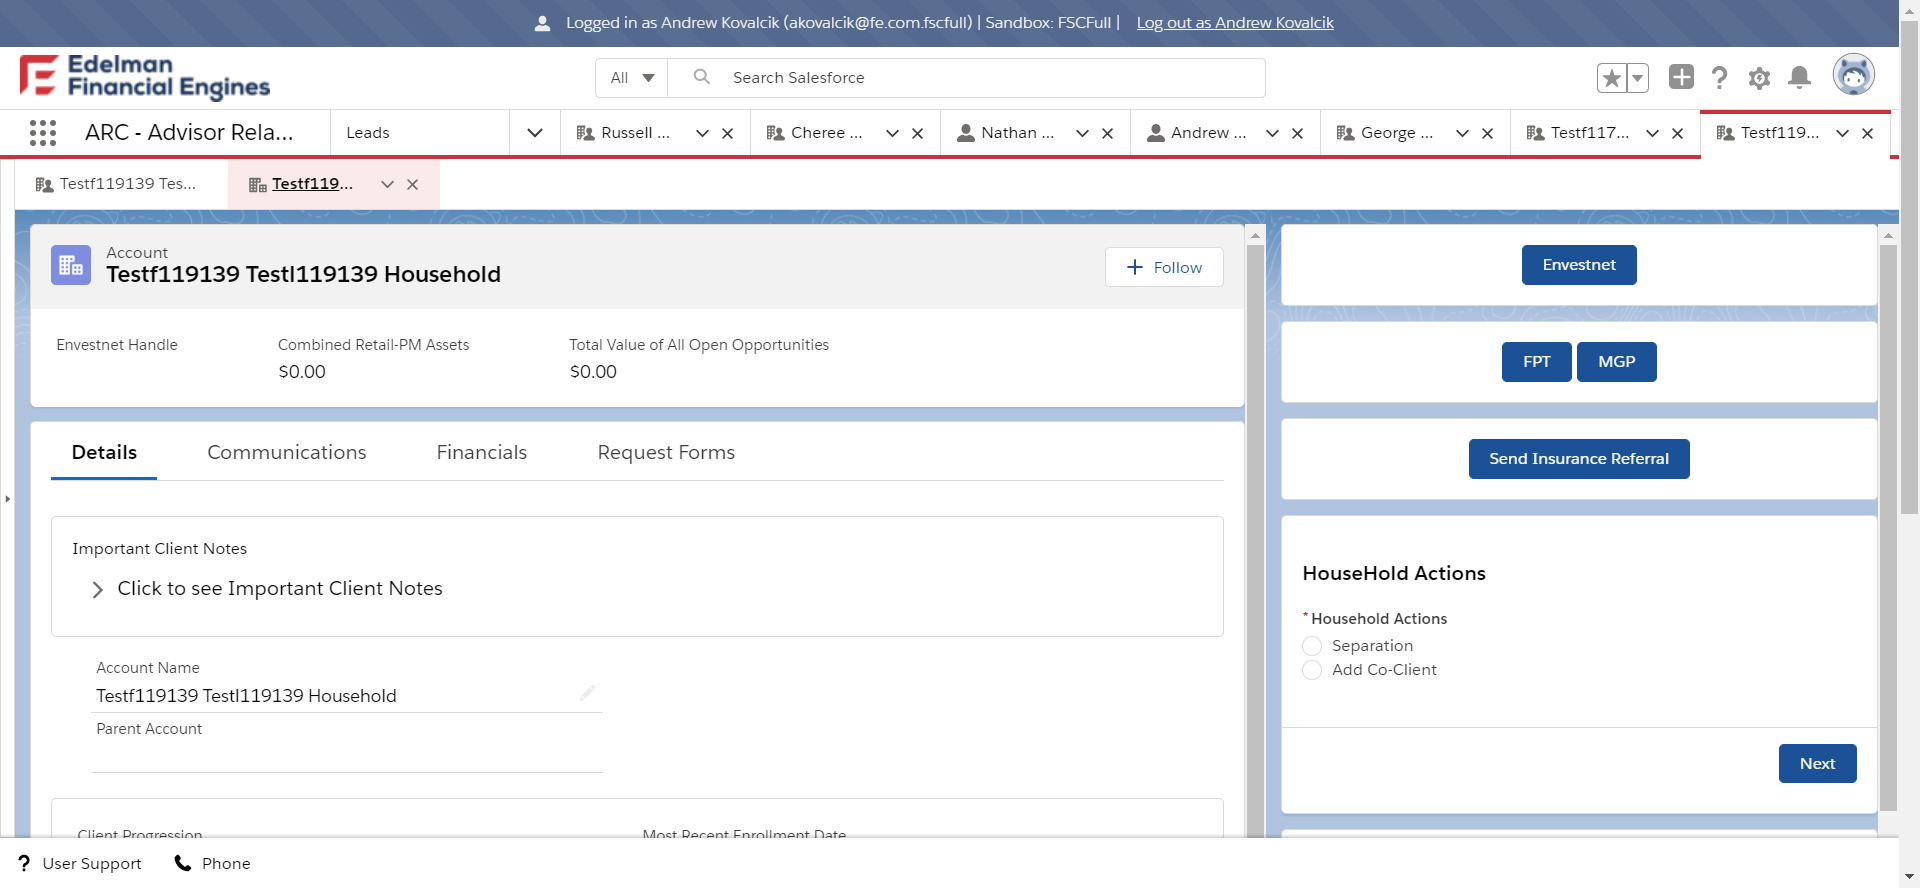 Logged in as Andrew Kovalcik (akovalcik@fe.com.fscfull) | Sandbox: FSCFull | Log out as Andrew Kovalcik
Edelman
Financial Engines
All
Search Salesforce
ARC - Advisor Rela...
Leads
Russell ...
Cheree ...
Nathan ...
Andrew ...
George ...
Testf117...
Testf119...
Testf119139 Tes...
Testf119...
Account
Testf119139 Testl119139 Household
Follow
Envestnet Handle
Combined Retail-PM Assets
$0.00
Total Value of All Open Opportunities
$0.00
Details
Communications
Financials
Request Forms
Important Client Notes
Click to see Important Client Notes
Account Name
Testf119139 Testl119139 Household
Parent Account
Client Progression
Most Recent Enrollment Date
Envestnet
FPT
MGP
Send Insurance Referral
HouseHold Actions
*Household Actions
Separation
Add Co-Client
Next
User Support
Phone